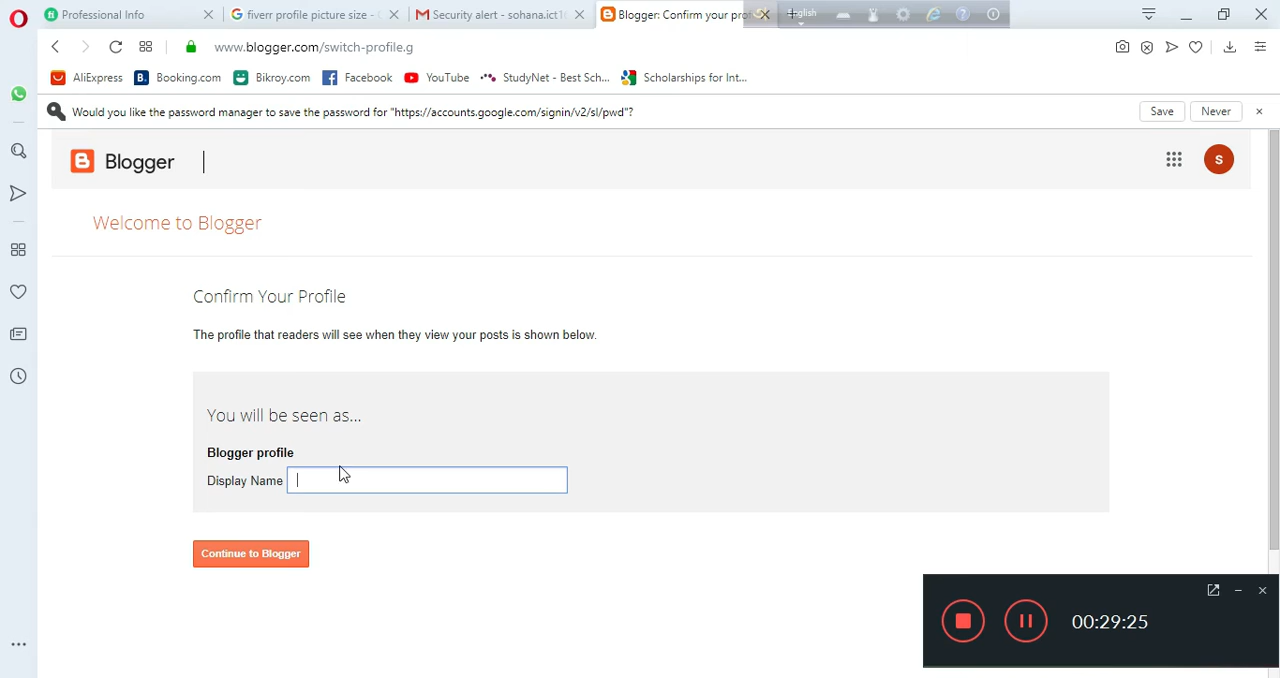 Professional Info
fiverr profile picture size -
Security alert - sohana.ict1
Blogger: Confirm your
English
www.blogger.com/switch-profile.g
AliExpress
Booking.com
Bikroy.com
Facebook
YouTube
StudyNet - Best Sch...
Scholarships for Int...
Would you like the password manager to save the password for "https://accounts.google.com/signin/v2/sl/pwd"?
Save
Never
Blogger
S
Welcome to Blogger
Confirm Your Profile
The profile that readers will see when they view your posts is shown below.
You will be seen as...
Blogger profile
Display Name
Continue to Blogger
00:29:25